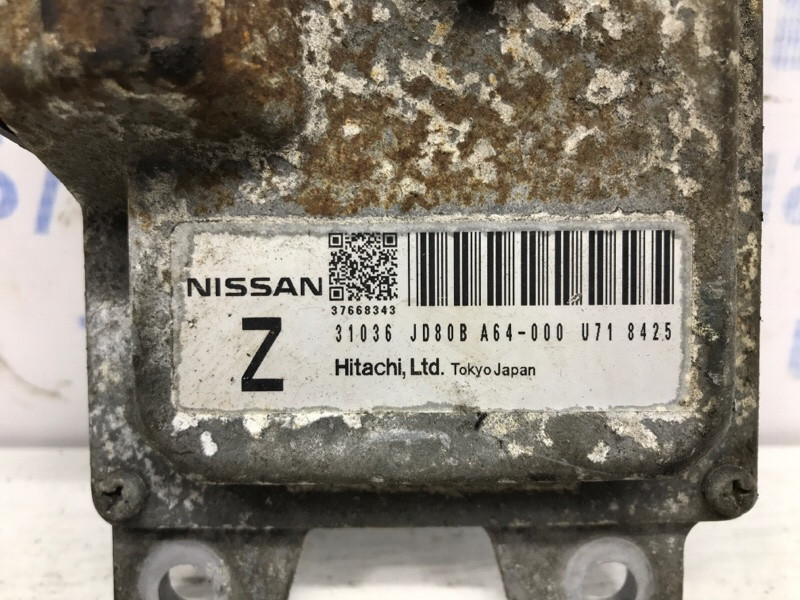 NISSAN
37668343
Z
31036 JD80B A64-000 U71 8425
Hitachi, Ltd. Tokyo Japan